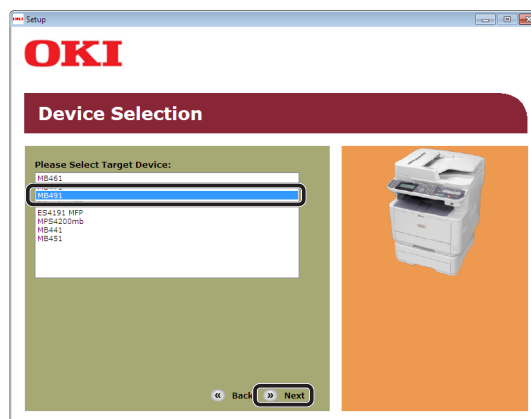 Setup
OKI
Device Selection
Please Select Target Device:
MB461
MB491
ES4191 MFP
MPS4200mb
MB441
MB451
Back
Next